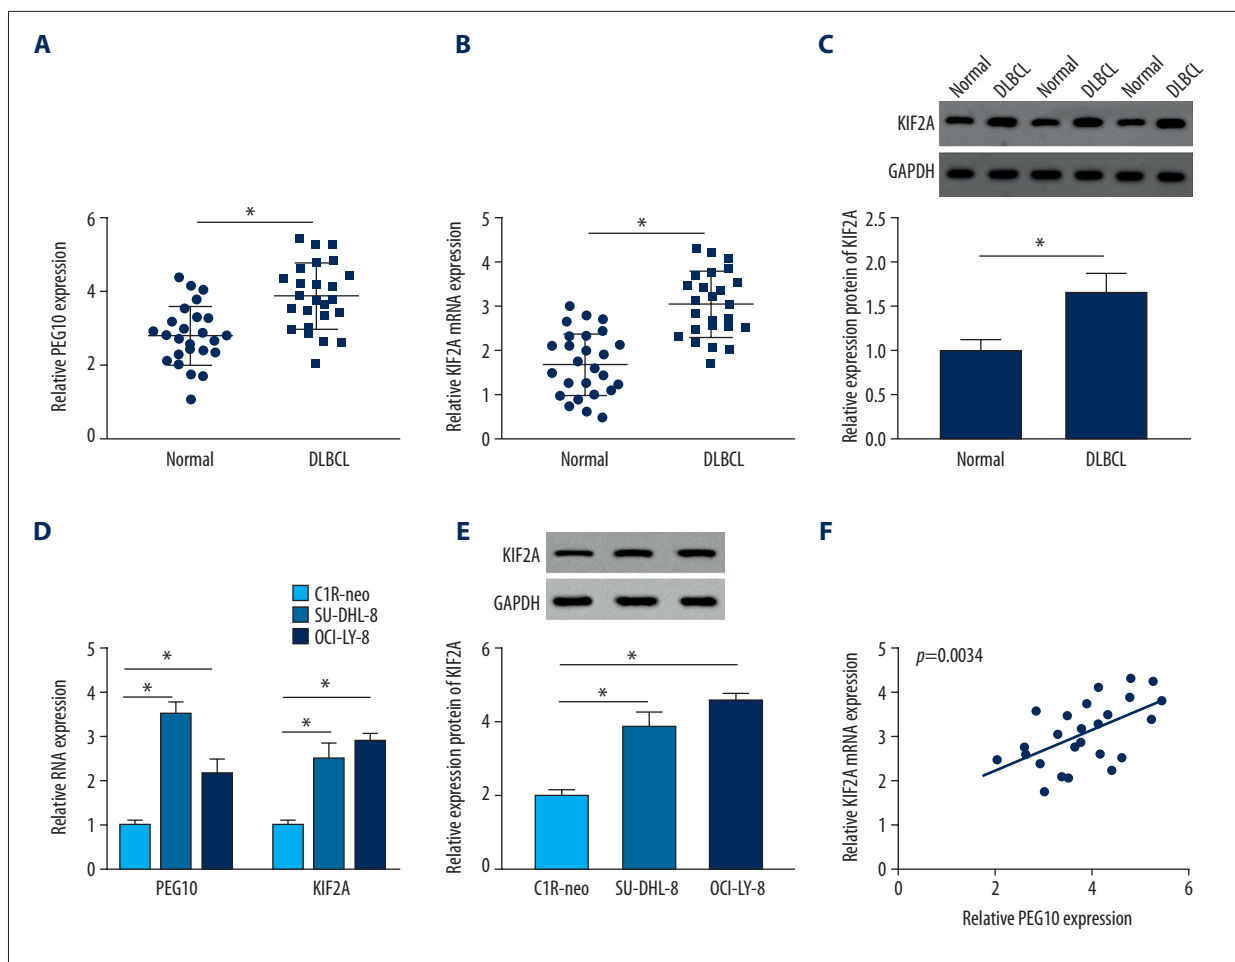 A
Relative PEG10 expression
6
4
2
0
*
Normal
DLBCL
B
Relative KIF2A mRNA expression
5
4
3
2
1
0
*
Normal
DLBCL
C
Normal
DLBCL
Normal
DLBCL
Normal
DLBCL
KIF2A
GAPDH
Relative expression protein of KIF2A
2.5
2.0
1.5
1.0
0.5
0.0
*
Normal
DLBCL
D
C1R-neo
SU-DHL-8
OCI-LY-8
Relative RNA expression
5
4
3
2
1
0
*
*
*
*
PEG10
KIF2A
E
KIF2A
GAPDH
Relative expression protein of KIF2A
6
4
2
0
*
*
C1R-neo
SU-DHL-8
OCI-LY-8
F
p=0.0034
Relative KIF2A mRNA expression
5
4
3
2
1
0
0
2
4
6
Relative PEG10 expression